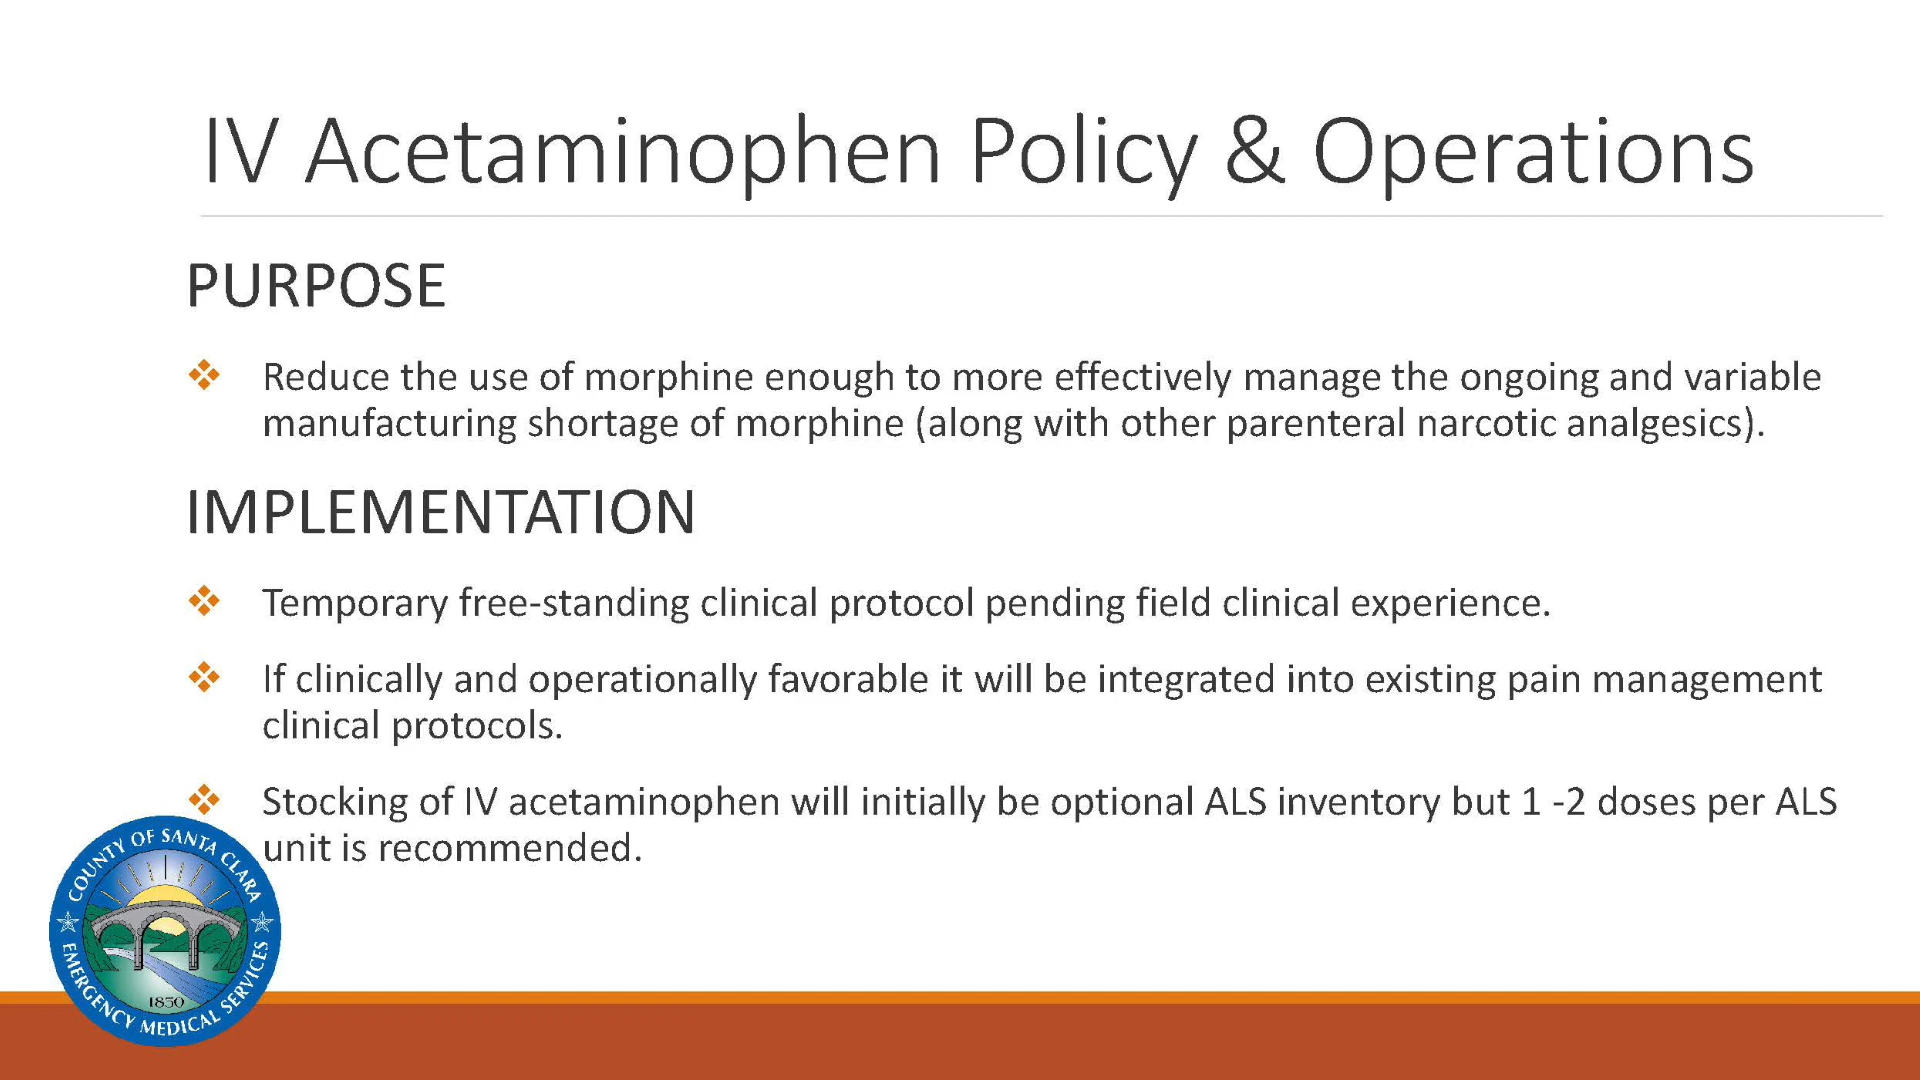 IV Acetaminophen Policy & Operations
PURPOSE
❖ Reduce the use of morphine enough to more effectively manage the ongoing and variable
manufacturing shortage of morphine (along with other parenteral narcotic analgesics).
IMPLEMENTATION
❖ Temporary free-standing clinical protocol pending field clinical experience.
❖ If clinically and operationally favorable it will be integrated into existing pain management
clinical protocols.
❖ Stocking of IV acetaminophen will initially be optional ALS inventory but 1 -2 doses per ALS
unit is recommended.
COUNTY OF SANTA CLARA
1850
EMERGENCY MEDICAL SERVICES